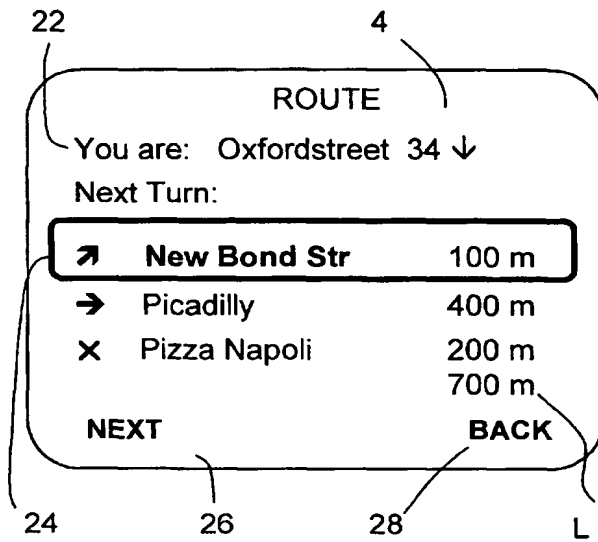 22 4
ROUTE
You are: Oxfordstreet 34 ↓
Next Turn:
↗ New Bond Str 100 m
→ Picadilly 400 m
× Pizza Napoli 200 m
700 m
NEXT BACK
24 26 28 L